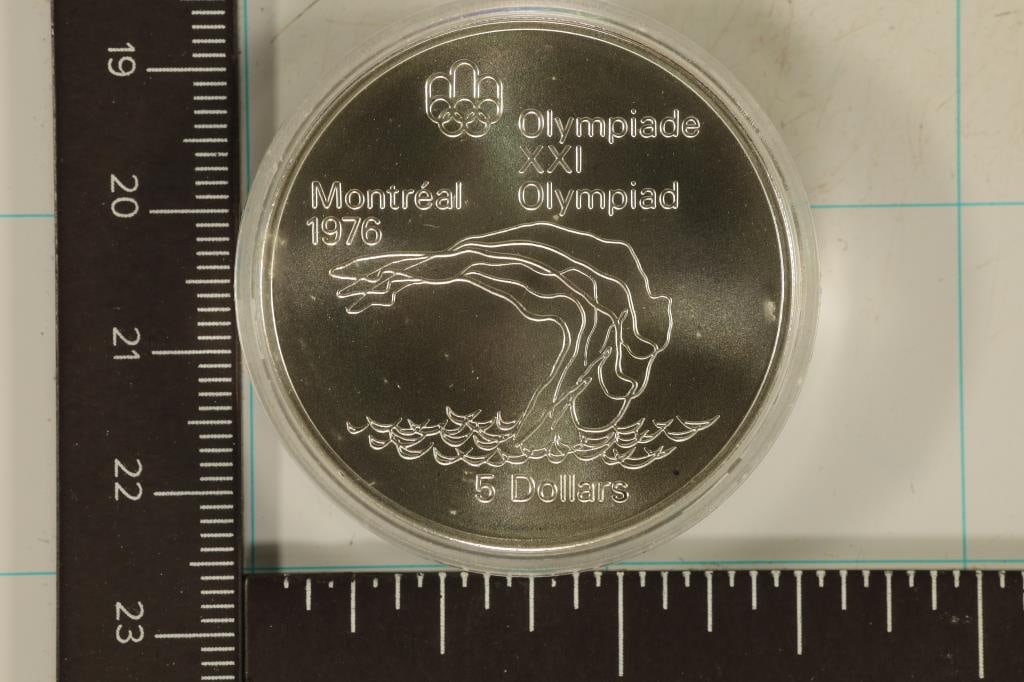 Olympiade
XXI
Olympiad
Montréal
1976
5 Dollars
19
20
21
22
23